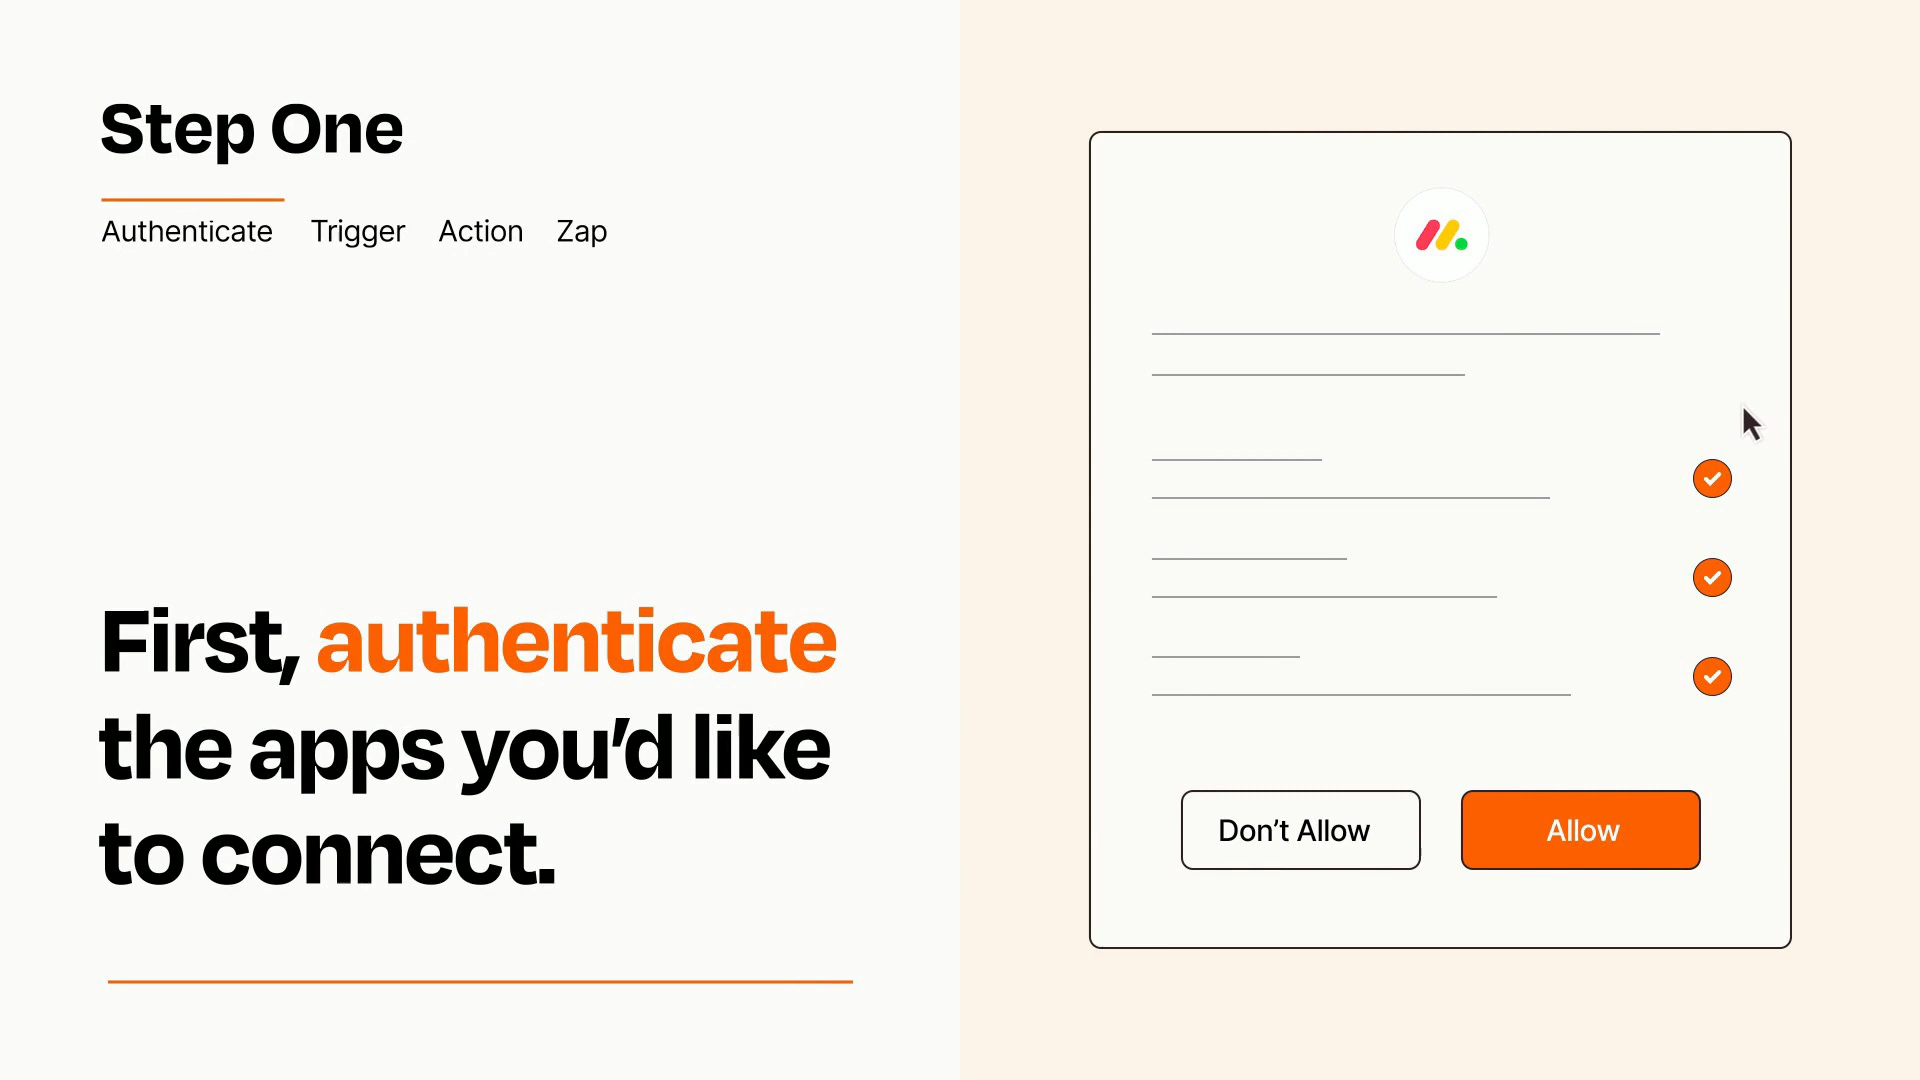 Step One
Authenticate Trigger Action Zap
First, authenticate
the apps you’d like
to connect.
Don’t Allow
Allow